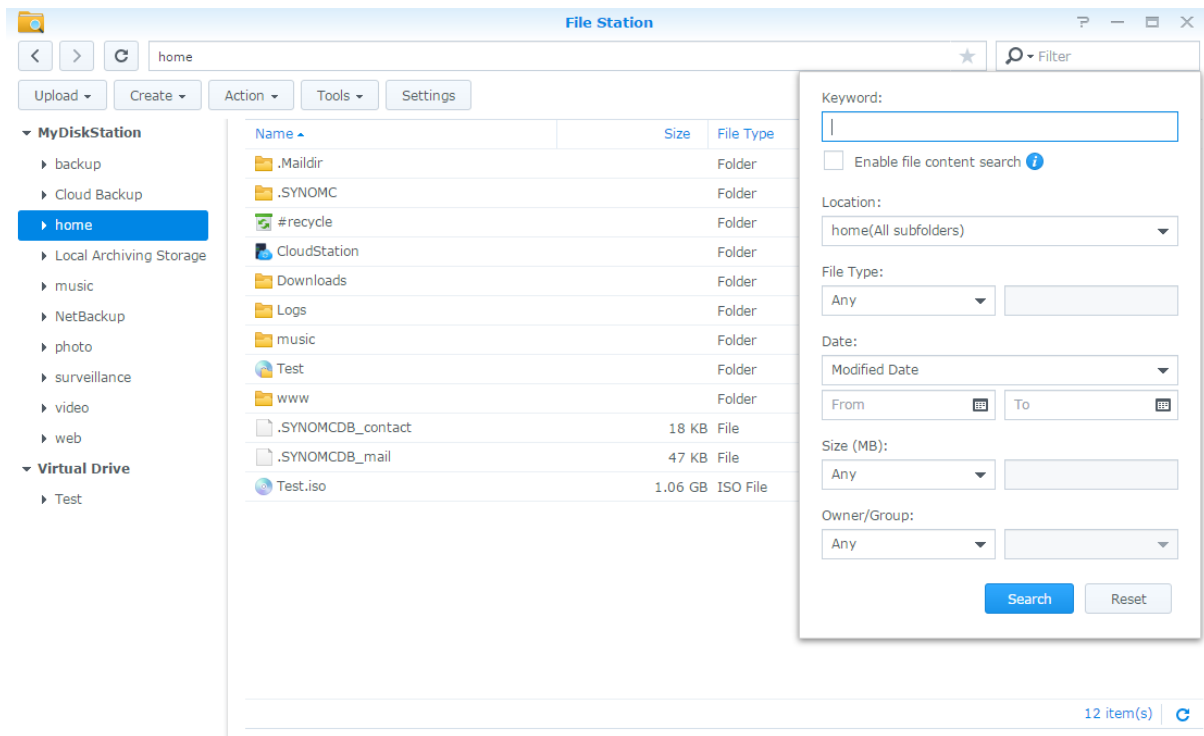 File Station
home
Filter
Upload Create Action Tools Settings
MyDiskStation
backup
Cloud Backup
home
Local Archiving Storage
music
NetBackup
photo
surveillance
video
web
Virtual Drive
Test
Name Size File Type
.Maildir Folder
.SYNOMC Folder
#recycle Folder
CloudStation Folder
Downloads Folder
Logs Folder
music Folder
Test Folder
www Folder
.SYNOMCDB_contact 18 KB File
.SYNOMCDB_mail 47 KB File
Test.iso 1.06 GB ISO File
Keyword:
Enable file content search
Location:
home(All subfolders)
File Type:
Any
Date:
Modified Date
From To
Size (MB):
Any
Owner/Group:
Any
Search Reset
12 item(s)